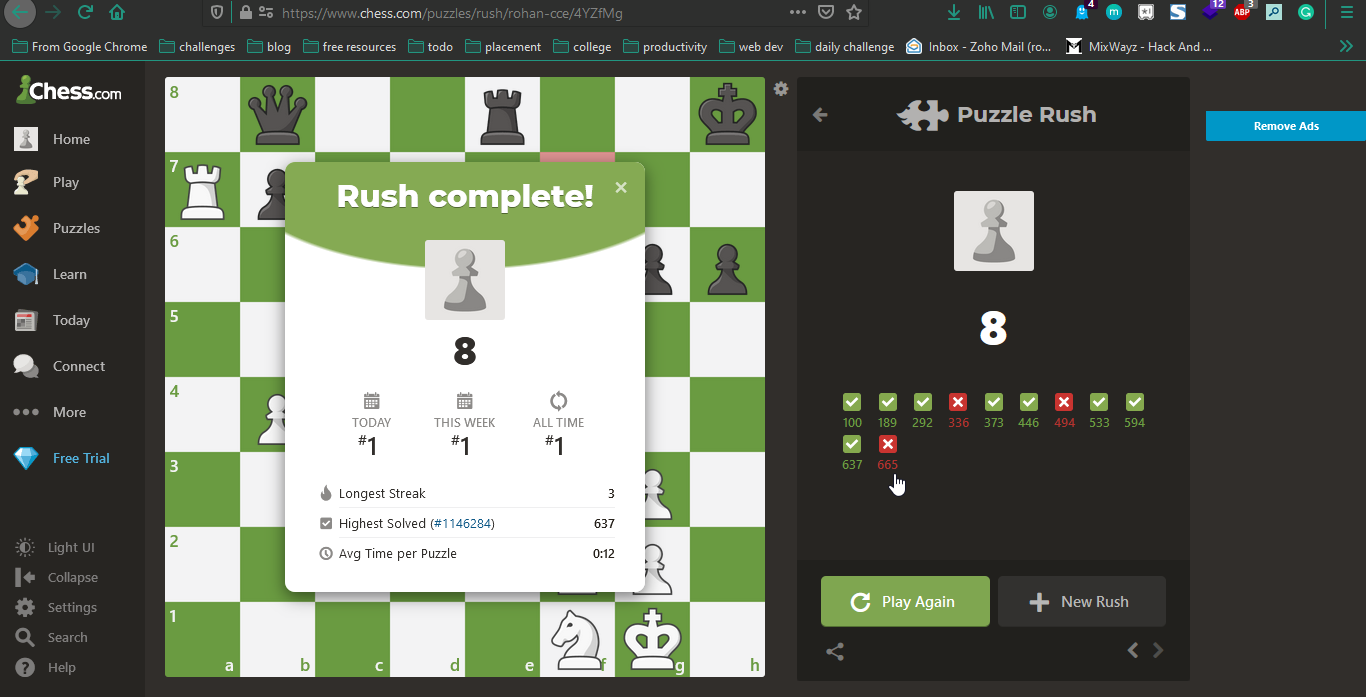 https://www.chess.com/puzzles/rush/rohan-cce/4YZfMg
4
12
ABP
3
From Google Chrome
challenges
blog
free resources
todo
placement
college
productivity
web dev
daily challenge
Inbox - Zoho Mail (ro...
MixWayz - Hack And ...
Chess.com
Home
Play
Puzzles
Learn
Today
Connect
More
Free Trial
Light UI
Collapse
Settings
Search
Help
8
7
6
5
4
3
2
1
a
b
c
d
e
f
g
h
Rush complete!
8
TODAY
#1
THIS WEEK
#1
ALL TIME
#1
Longest Streak 3
Highest Solved (#1146284) 637
Avg Time per Puzzle 0:12
Puzzle Rush
8
100 189 292 336 373 446 494 533 594
637 665
Play Again
New Rush
Remove Ads